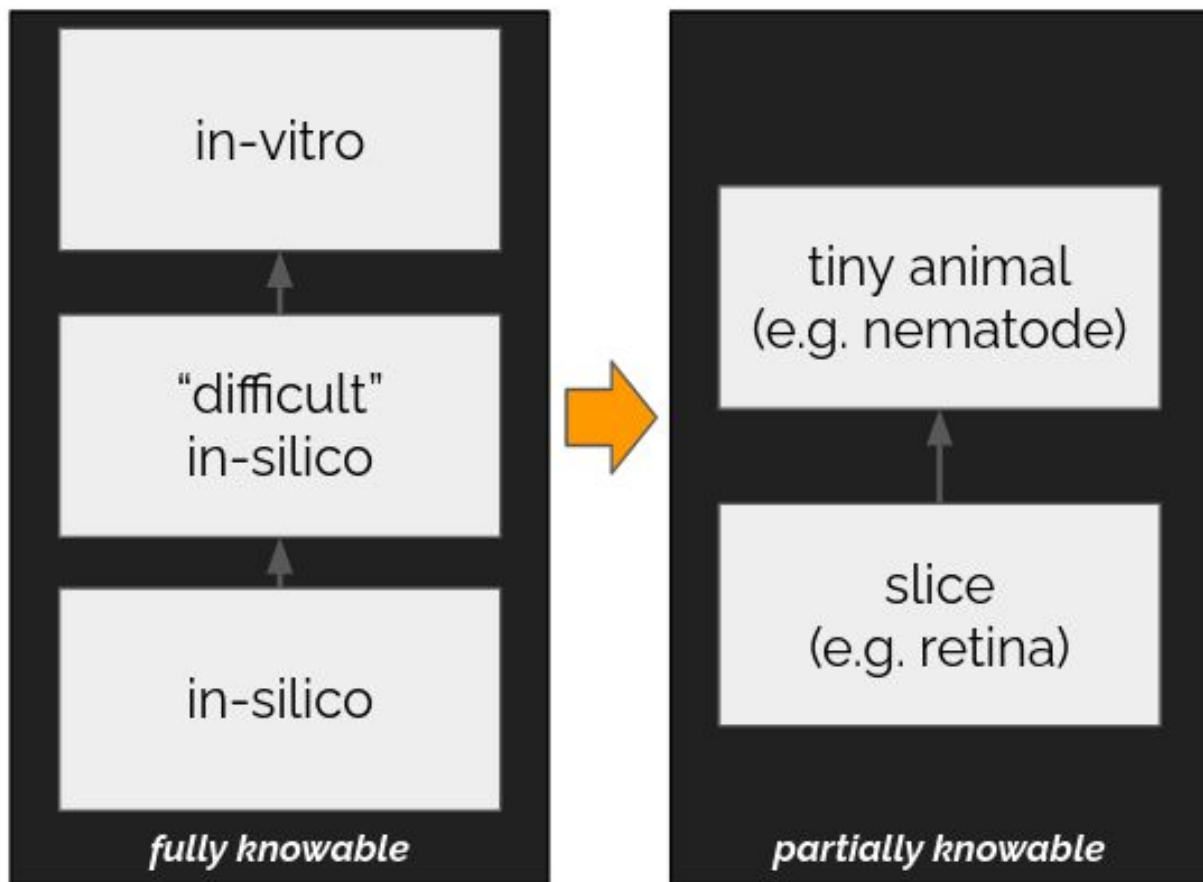 in-vitro
“difficult”
in-silico
in-silico
fully knowable
tiny animal
(e.g. nematode)
slice
(e.g. retina)
partially knowable